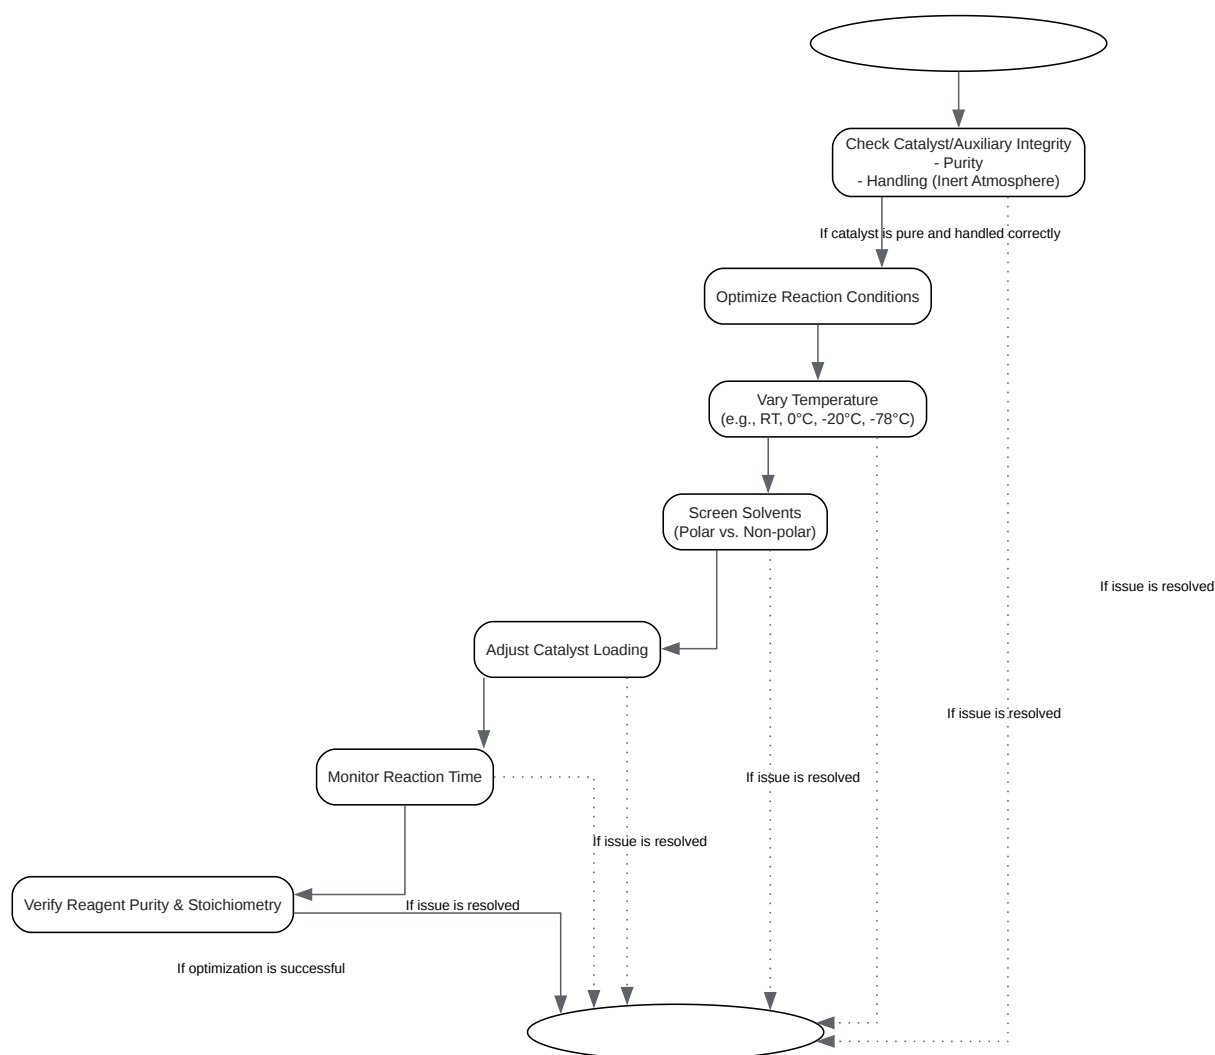 Check Catalyst/Auxiliary Integrity
- Purity
- Handling (Inert Atmosphere)
If catalyst is pure and handled correctly
Optimize Reaction Conditions
Vary Temperature
(e.g., RT, 0°C, -20°C, -78°C)
Screen Solvents
(Polar vs. Non-polar)
If issue is resolved
Adjust Catalyst Loading
If issue is resolved
Monitor Reaction Time
If issue is resolved
If issue is resolved
Verify Reagent Purity & Stoichiometry
If issue is resolved
If optimization is successful